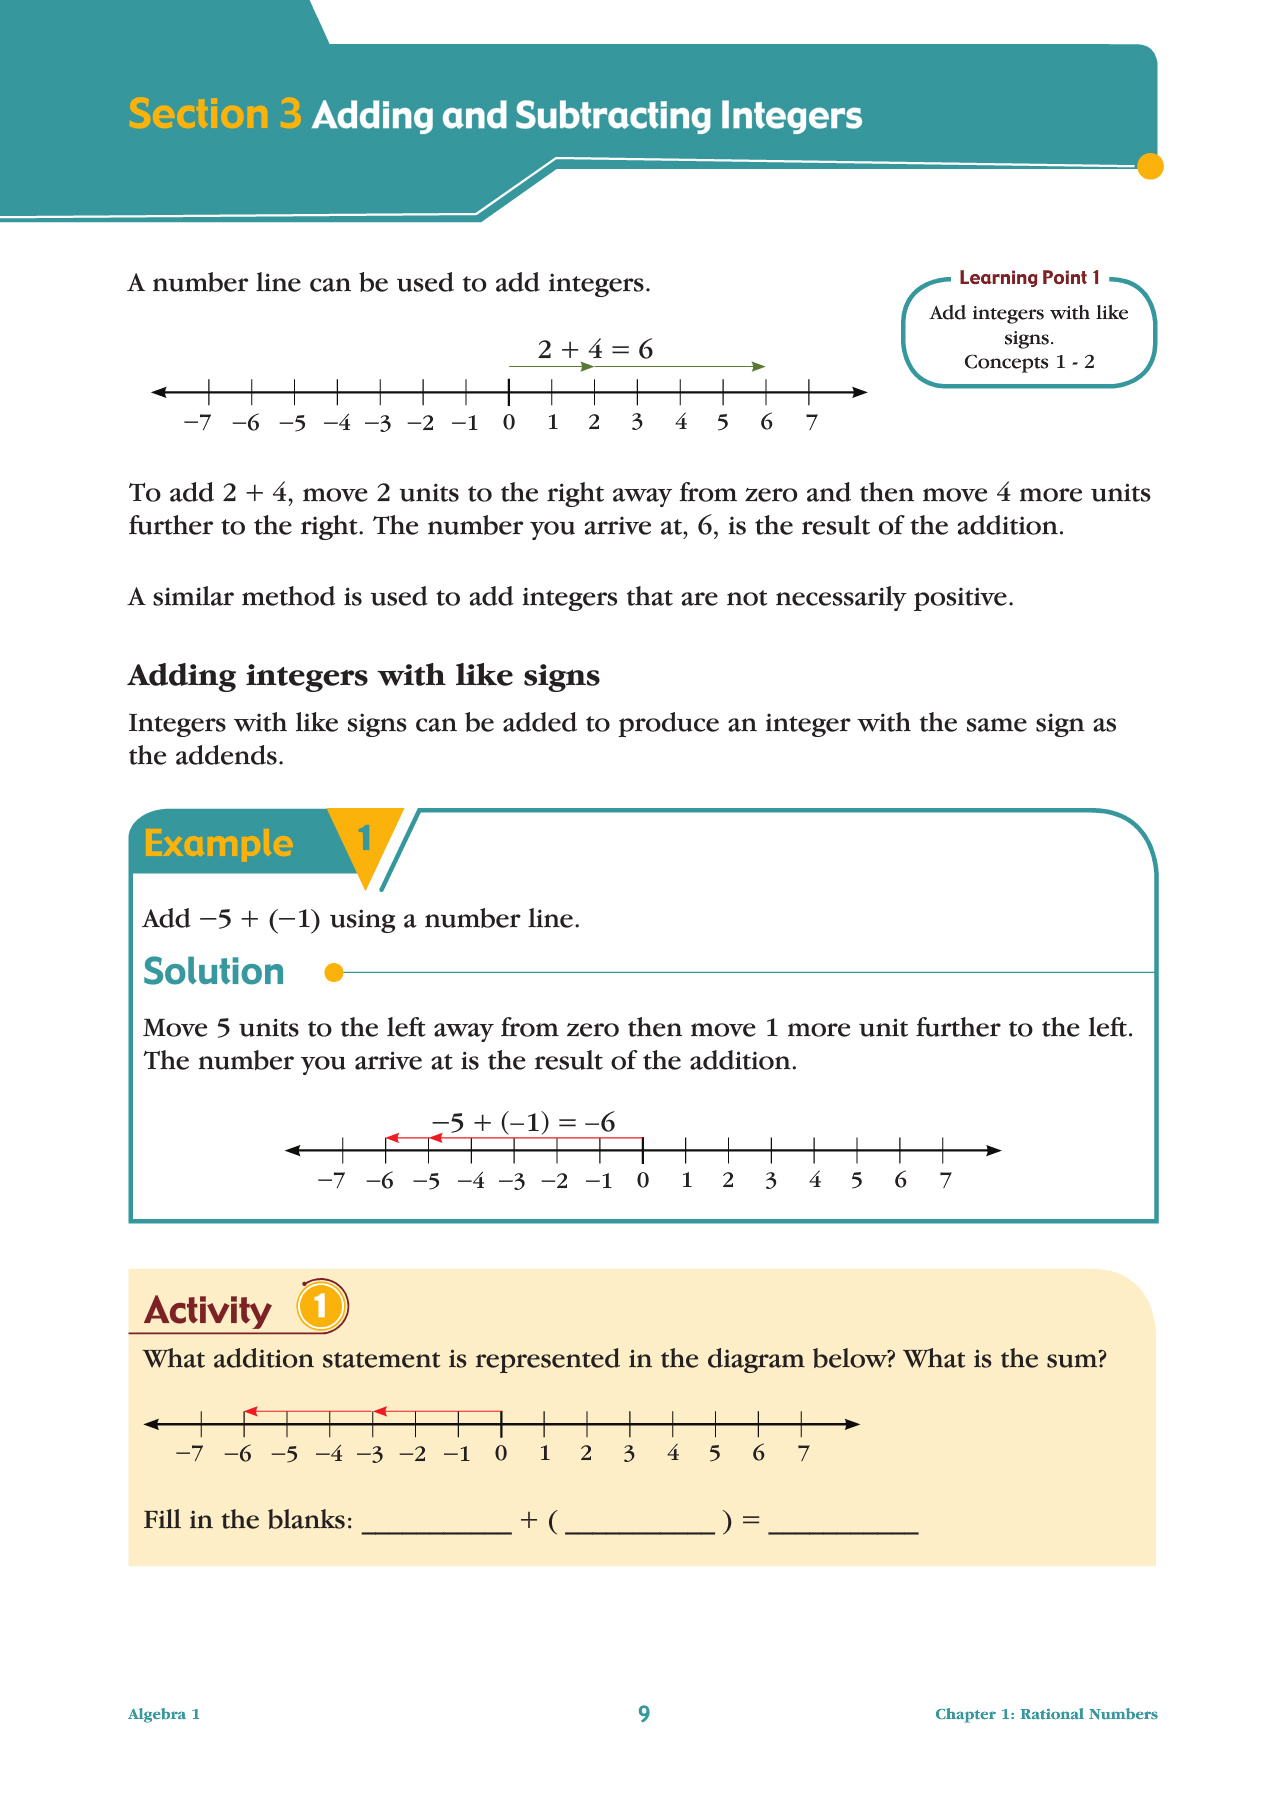 Section 3 Adding and Subtracting Integers
A number line can be used to add integers.
Learning Point 1
Add integers with like
signs.
Concepts 1 - 2
2 + 4 = 6
−7 −6 −5 −4 −3 −2 −1 0 1 2 3 4 5 6 7
To add 2 + 4, move 2 units to the right away from zero and then move 4 more units
further to the right. The number you arrive at, 6, is the result of the addition.
A similar method is used to add integers that are not necessarily positive.
Adding integers with like signs
Integers with like signs can be added to produce an integer with the same sign as
the addends.
Example 1
Add −5 + (−1) using a number line.
Solution
Move 5 units to the left away from zero then move 1 more unit further to the left.
The number you arrive at is the result of the addition.
−5 + (–1) = –6
−7 −6 −5 −4 −3 −2 −1 0 1 2 3 4 5 6 7
Activity 1
What addition statement is represented in the diagram below? What is the sum?
−7 −6 −5 −4 −3 −2 −1 0 1 2 3 4 5 6 7
Fill in the blanks: ___________ + ( ___________ ) = ___________
Algebra 1
9
Chapter 1: Rational Numbers